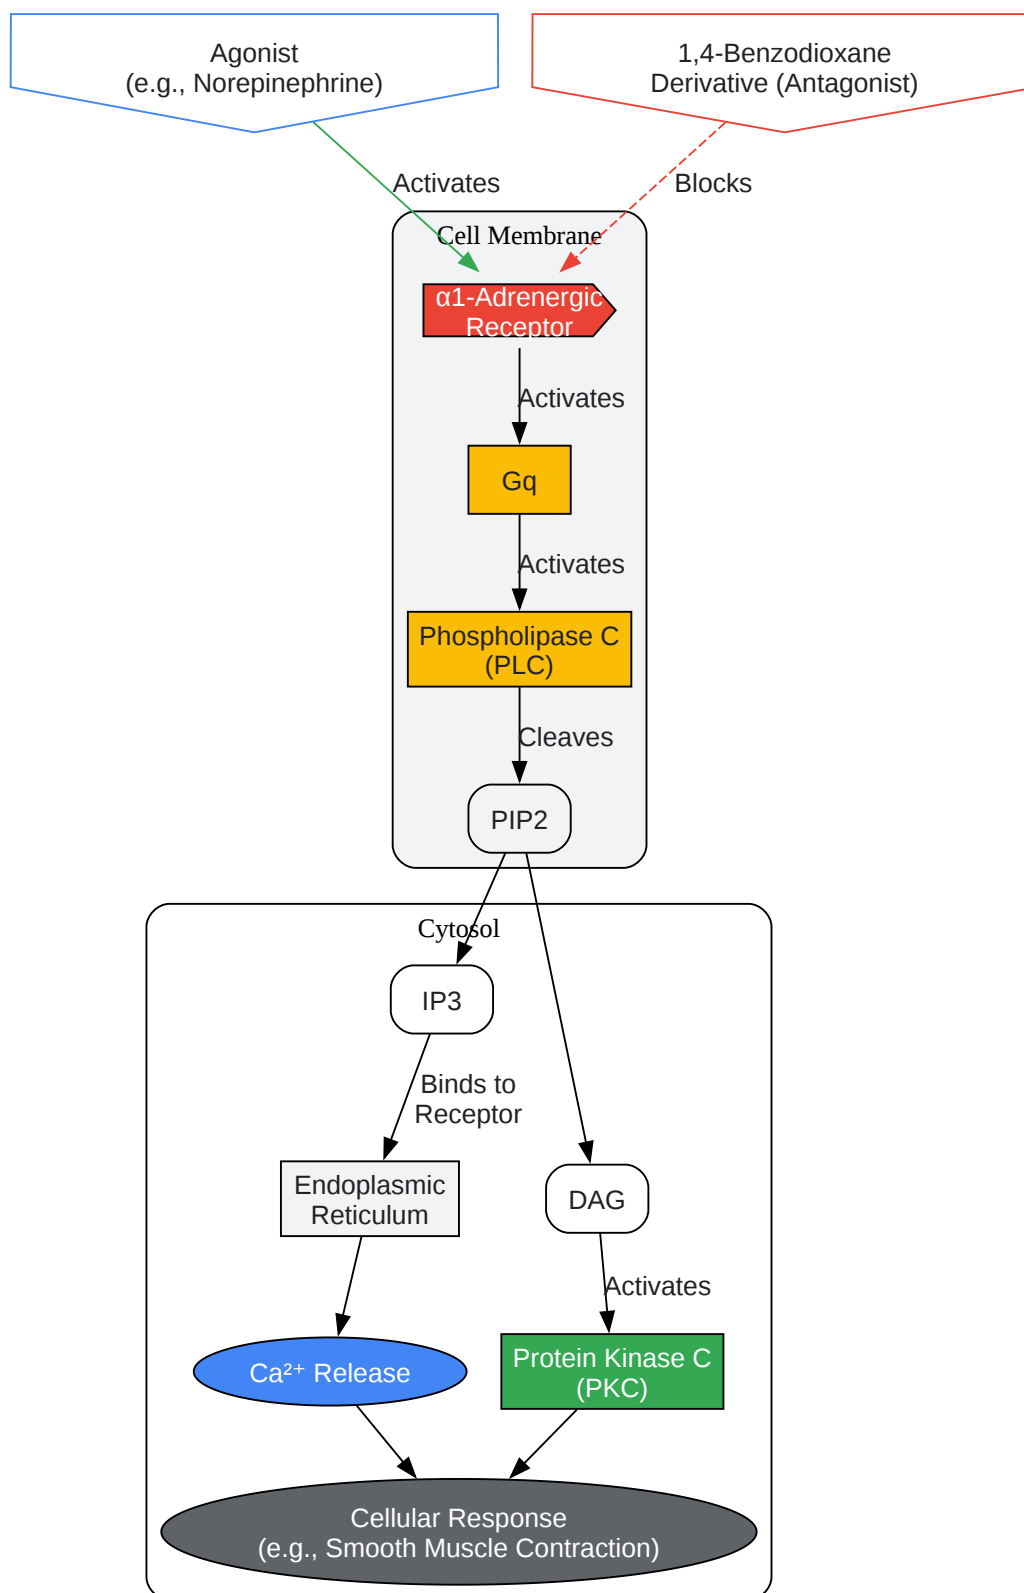 Agonist
(e.g., Norepinephrine)
1,4-Benzodioxane
Derivative (Antagonist)
Activates
Blocks
Cell Membrane
α1-Adrenergic
Receptor
Activates
Gq
Activates
Phospholipase C
(PLC)
Cleaves
PIP2
Cytosol
IP3
Binds to
Receptor
Endoplasmic
Reticulum
DAG
Activates
Ca²⁺ Release
Protein Kinase C
(PKC)
Cellular Response
(e.g., Smooth Muscle Contraction)